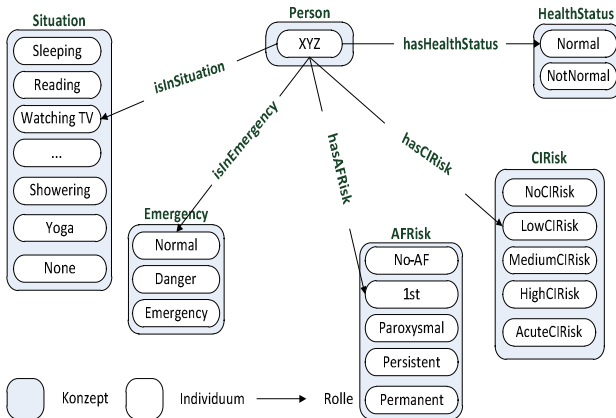 Situation
Sleeping
Reading
Watching TV
...
Showering
Yoga
None
Person
XYZ
HealthStatus
Normal
NotNormal
isInSituation
hasHealthStatus
isInEmergency
hasAFRisk
hasCIRisk
Emergency
Normal
Danger
Emergency
AFRisk
No-AF
1st
Paroxysmal
Persistent
Permanent
CIRisk
NoCIRisk
LowCIRisk
MediumCIRisk
HighCIRisk
AcuteCIRisk
Konzept
Individuum
Rolle